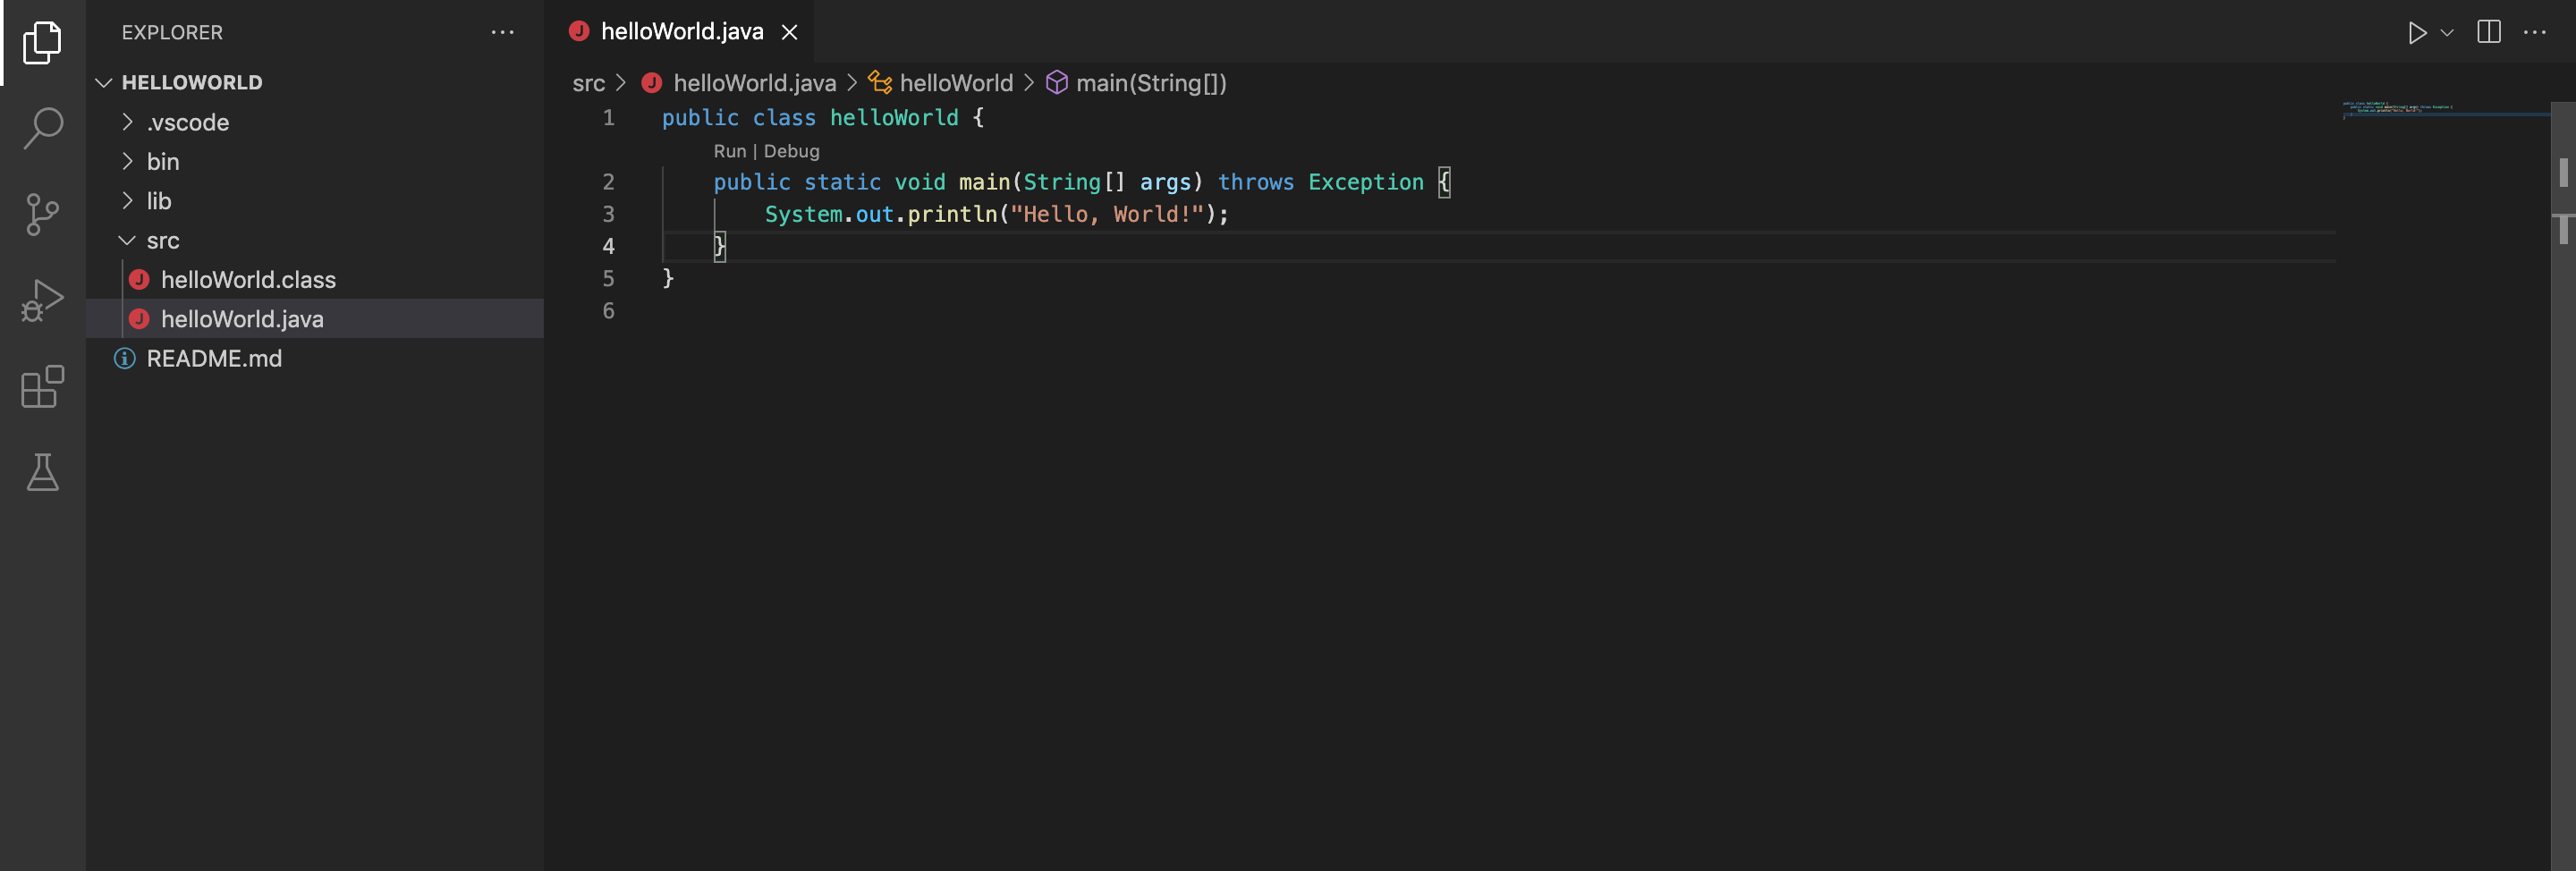 EXPLORER
HELLOWORLD
.vscode
bin
lib
src
helloWorld.class
helloWorld.java
README.md
helloWorld.java
src > helloWorld.java > helloWorld > main(String[])
1 public class helloWorld {
Run | Debug
2 public static void main(String[] args) throws Exception {
3 System.out.println("Hello, World!");
4 }
5 }
6